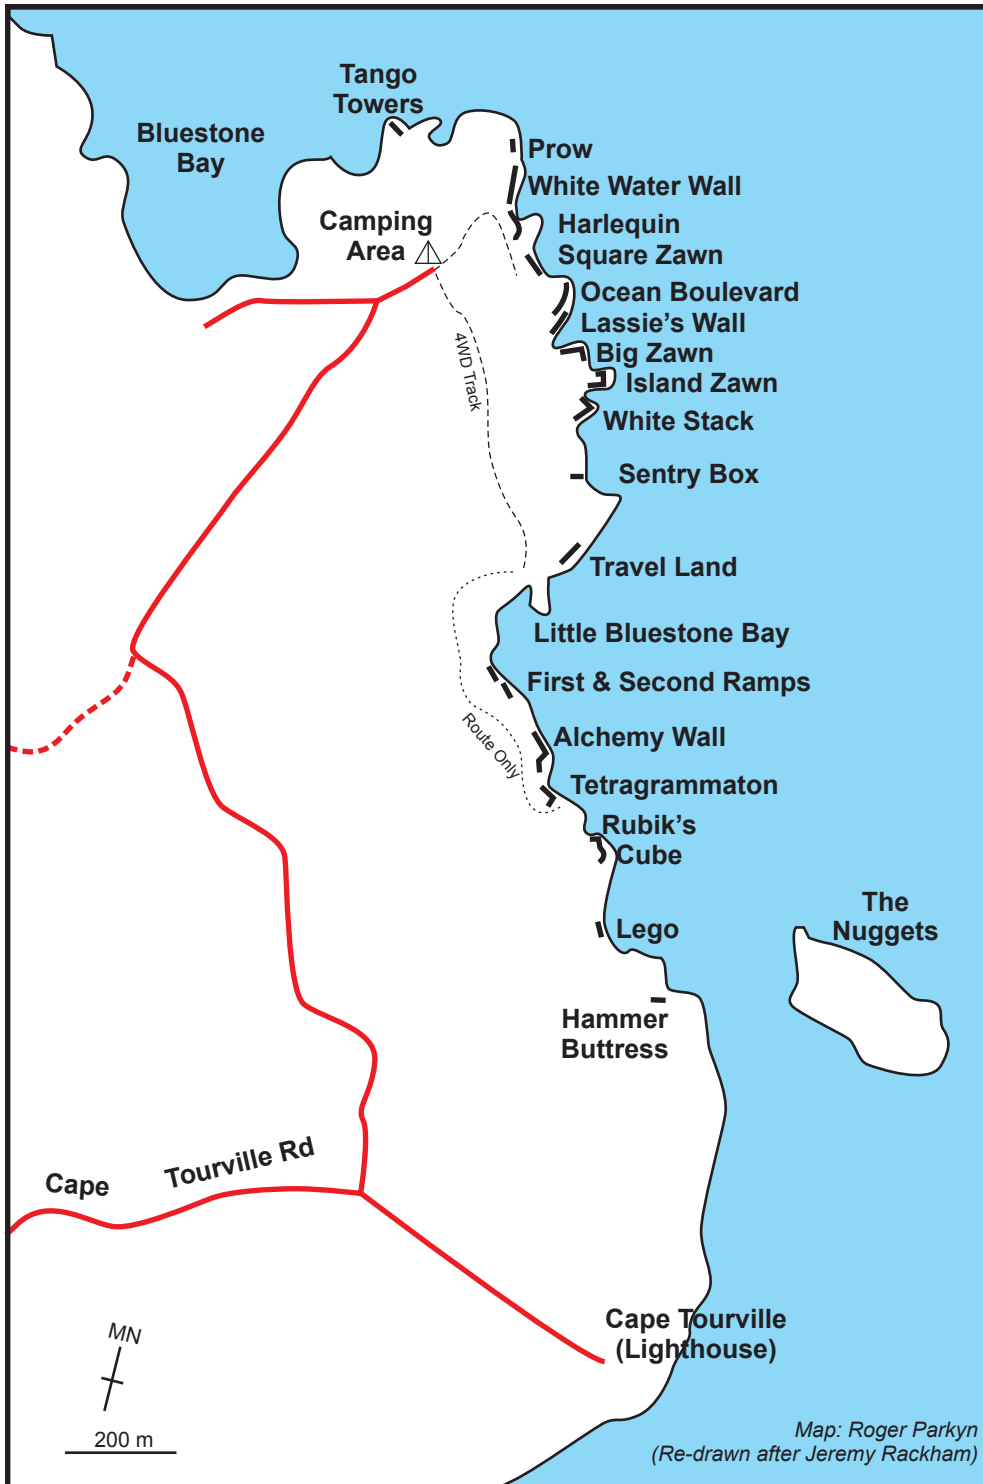 Tango
Towers
Bluestone
Bay
Prow
White Water Wall
Camping
Area
Harlequin
Square Zawn
Ocean Boulevard
Lassie's Wall
Big Zawn
Island Zawn
White Stack
4WD Track
Sentry Box
Travel Land
Little Bluestone Bay
First & Second Ramps
Route Only
Alchemy Wall
Tetragrammaton
Rubik's
Cube
The
Nuggets
Lego
Hammer
Buttress
Cape Tourville Rd
Cape Tourville
(Lighthouse)
MN
200 m
Map: Roger Parkyn
(Re-drawn after Jeremy Rackham)